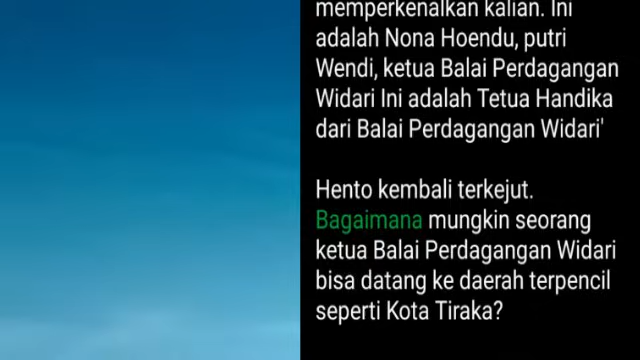 memperkenalkan kalian. Ini
adalah Nona Hoendu, putri
Wendi, ketua Balai Perdagangan
Widari Ini adalah Tetua Handika
dari Balai Perdagangan Widari'
Hento kembali terkejut.
Bagaimana mungkin seorang
ketua Balai Perdagangan Widari
bisa datang ke daerah terpencil
seperti Kota Tiraka?